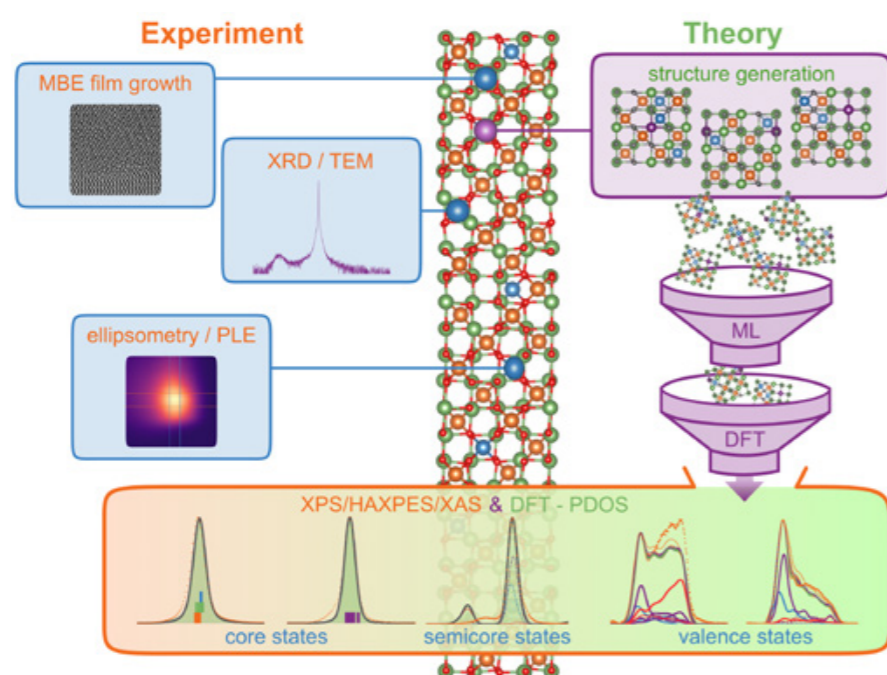 Experiment
Theory
MBE film growth
structure generation
XRD / TEM
ellipsometry / PLE
ML
DFT
XPS/HAXPES/XAS & DFT - PDOS
core states
semicore states
valence states